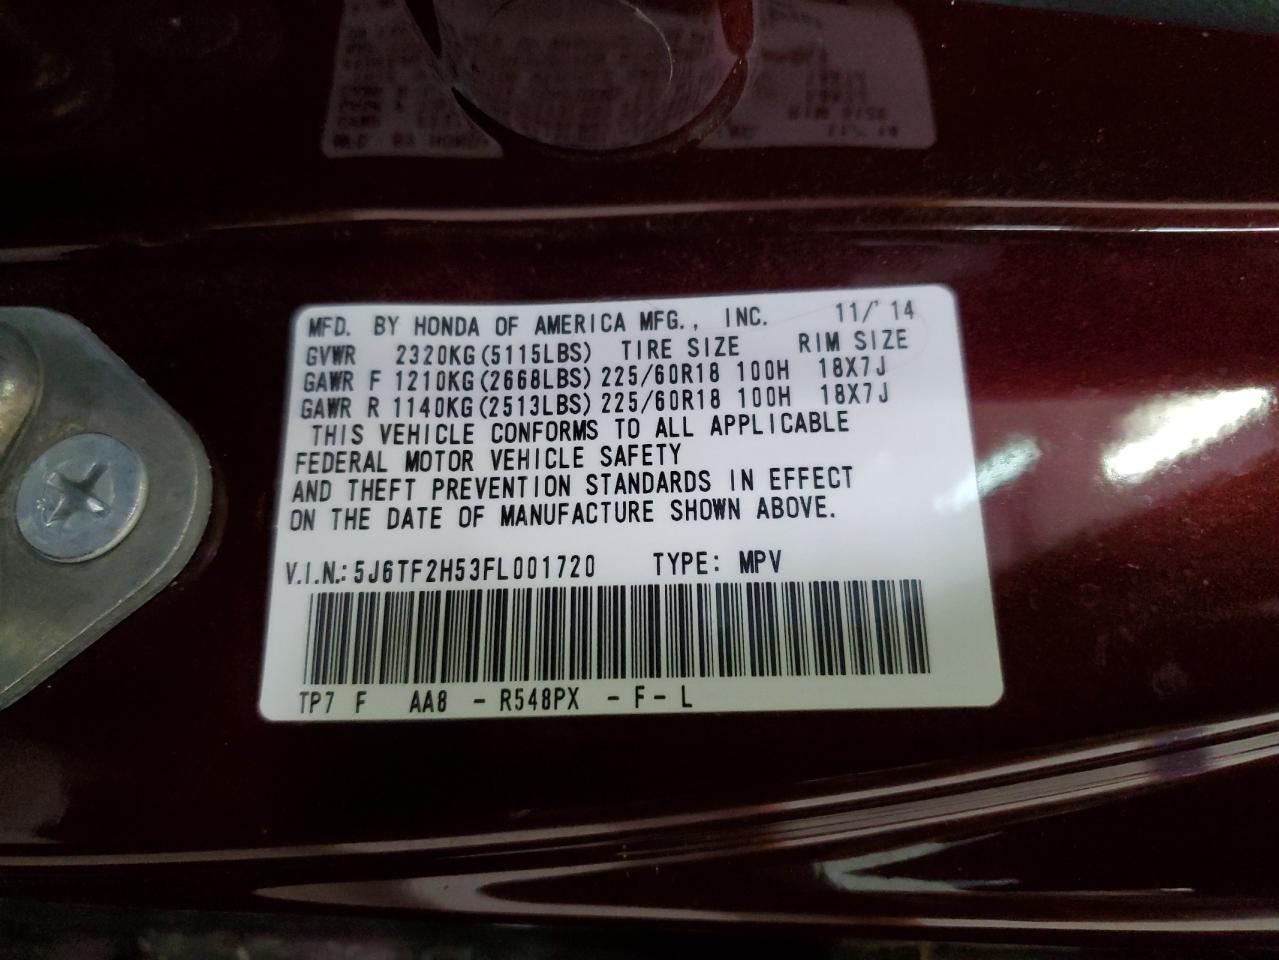 MFD. BY HONDA OF AMERICA MFG., INC. 11/'14
GVWR 2320KG(5115LBS) TIRE SIZE RIM SIZE
GAWR F 1210KG(2668LBS) 225/60R18 100H 18X7J
GAWR R 1140KG(2513LBS) 225/60R18 100H 18X7J
THIS VEHICLE CONFORMS TO ALL APPLICABLE
FEDERAL MOTOR VEHICLE SAFETY
AND THEFT PREVENTION STANDARDS IN EFFECT
ON THE DATE OF MANUFACTURE SHOWN ABOVE.
V.I.N.: 5J6TF2H53FL001720 TYPE: MPV
TP7 F AA8 - R548PX - F - L